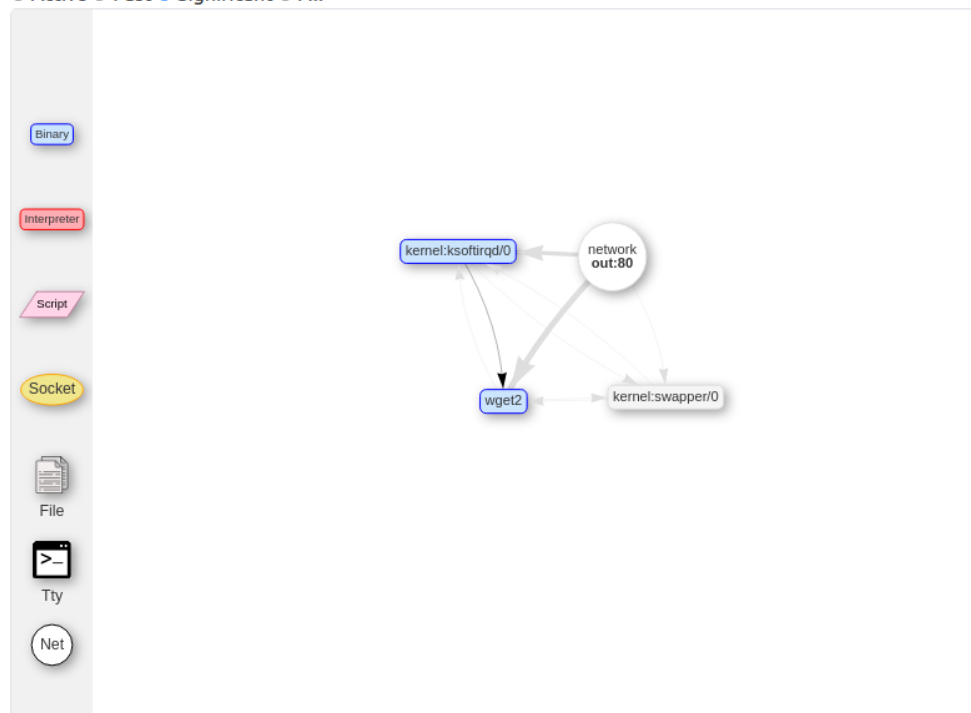 Binary
Interpreter
Script
Socket
File
>_
Tty
Net
kernel:ksoftirqd/0
network
out:80
wget2
kernel:swapper/0